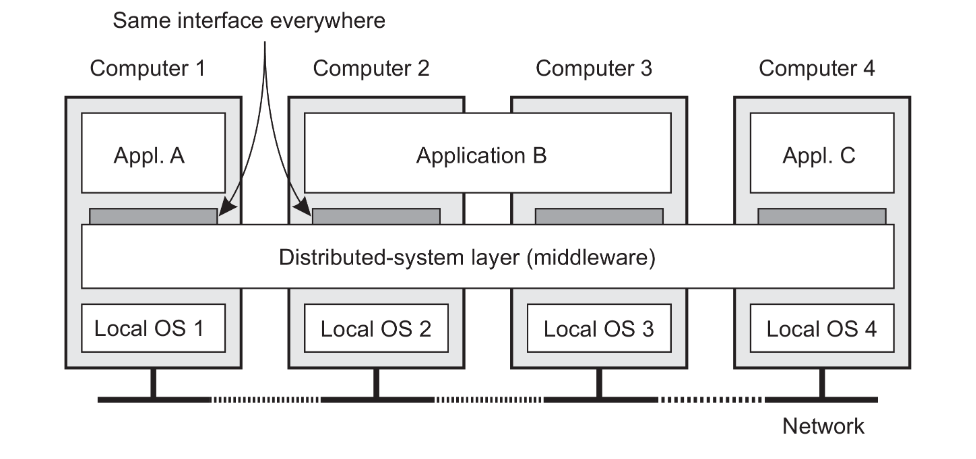 Same interface everywhere
Computer 1
Computer 2
Computer 3
Computer 4
Appl. A
Application B
Appl. C
Distributed-system layer (middleware)
Local OS 1
Local OS 2
Local OS 3
Local OS 4
Network